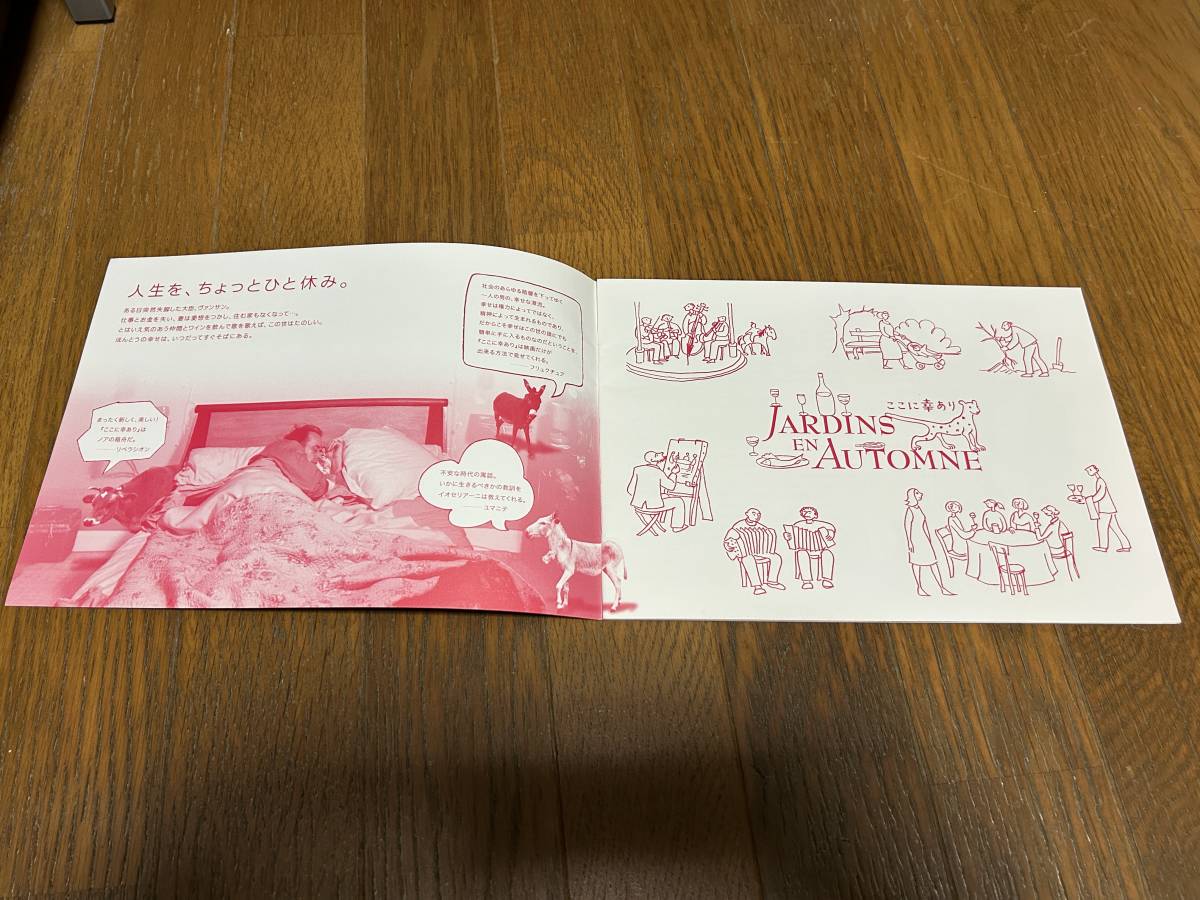 人生を、ちょっとひと休み。
ある日突然失脚した大臣、ヴァンサン。
仕事とお金を失い、妻は愛想をつかし、住む家もなくなって…。
とはいえ気のあう仲間とワインを飲んで歌を歌えば、この世はたのしい。
ほんとうの幸せは、いつだってすぐそばにある。
社会のあらゆる階層を下ってゆく
一人の男の、幸せな漂流。
幸せは権力によってではなく、
精神によって生まれるものであり、
だからこそ幸せはこの世の誰にでも
簡単に手に入るものなのだということを、
『ここに幸あり』は映画だけが
出来る方法で見せてくれる。
フリュクチュア
まったく新しく、楽しい!
『ここに幸あり』は
ノアの箱舟だ。
リベラシオン
不安な時代の寓話。
いかに生きるべきかの教訓を
イオセリアーニは教えてくれる。
ユマニテ
ここに幸あり
JARDINS
EN AUTOMNE